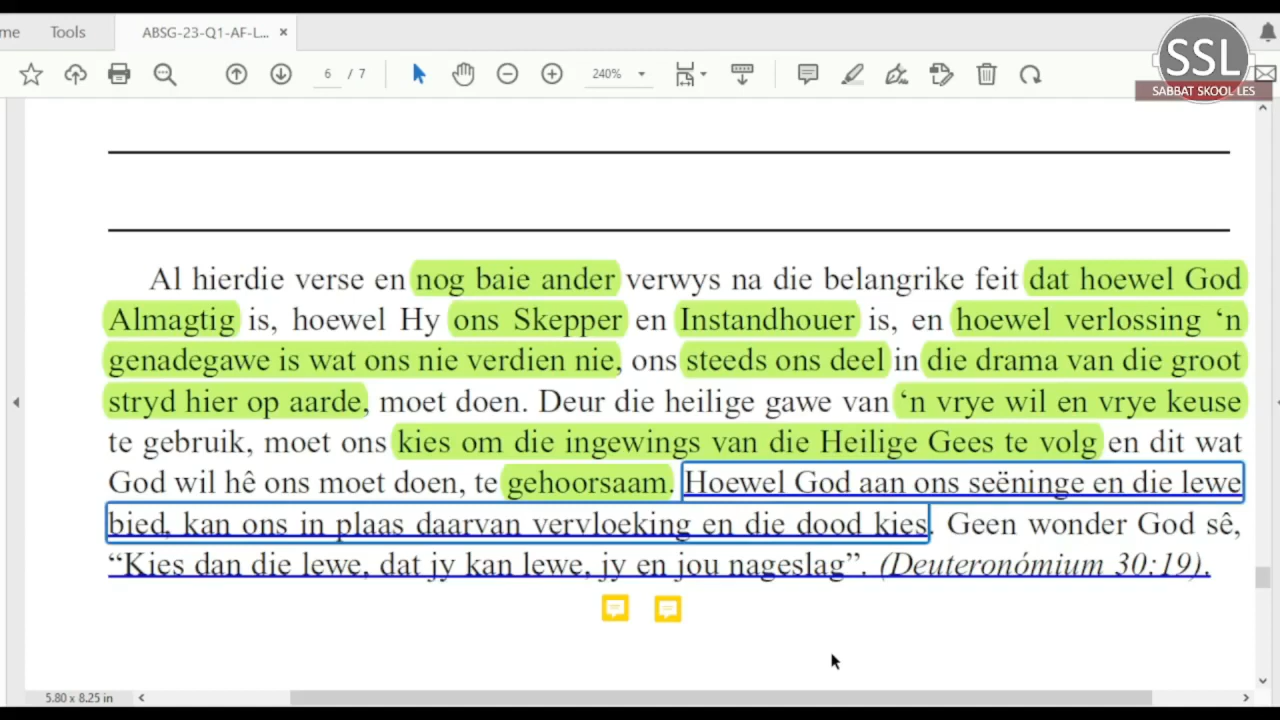 me Tools ABSG-23-Q1-AF-L... ×
SSL
SABBAT SKOOL LES
6 / 7 240%
Al hierdie verse en nog baie ander verwys na die belangrike feit dat hoewel God
Almagtig is, hoewel Hy ons Skepper en Instandhouer is, en hoewel verlossing ‘n
genadegawe is wat ons nie verdien nie, ons steeds ons deel in die drama van die groot
stryd hier op aarde, moet doen. Deur die heilige gawe van ‘n vrye wil en vrye keuse
te gebruik, moet ons kies om die ingewings van die Heilige Gees te volg en dit wat
God wil hê ons moet doen, te gehoorsaam. Hoewel God aan ons seëninge en die lewe
bied, kan ons in plaas daarvan vervloeking en die dood kies. Geen wonder God sê,
“Kies dan die lewe, dat jy kan lewe, jy en jou nageslag”. (Deuteronómium 30:19).
5.80 x 8.25 in